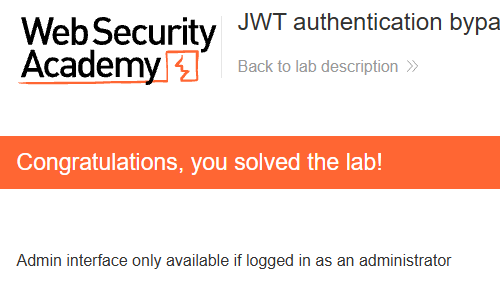 Web Security
Academy
JWT authentication bypa
Back to lab description >>
Congratulations, you solved the lab!
Admin interface only available if logged in as an administrator